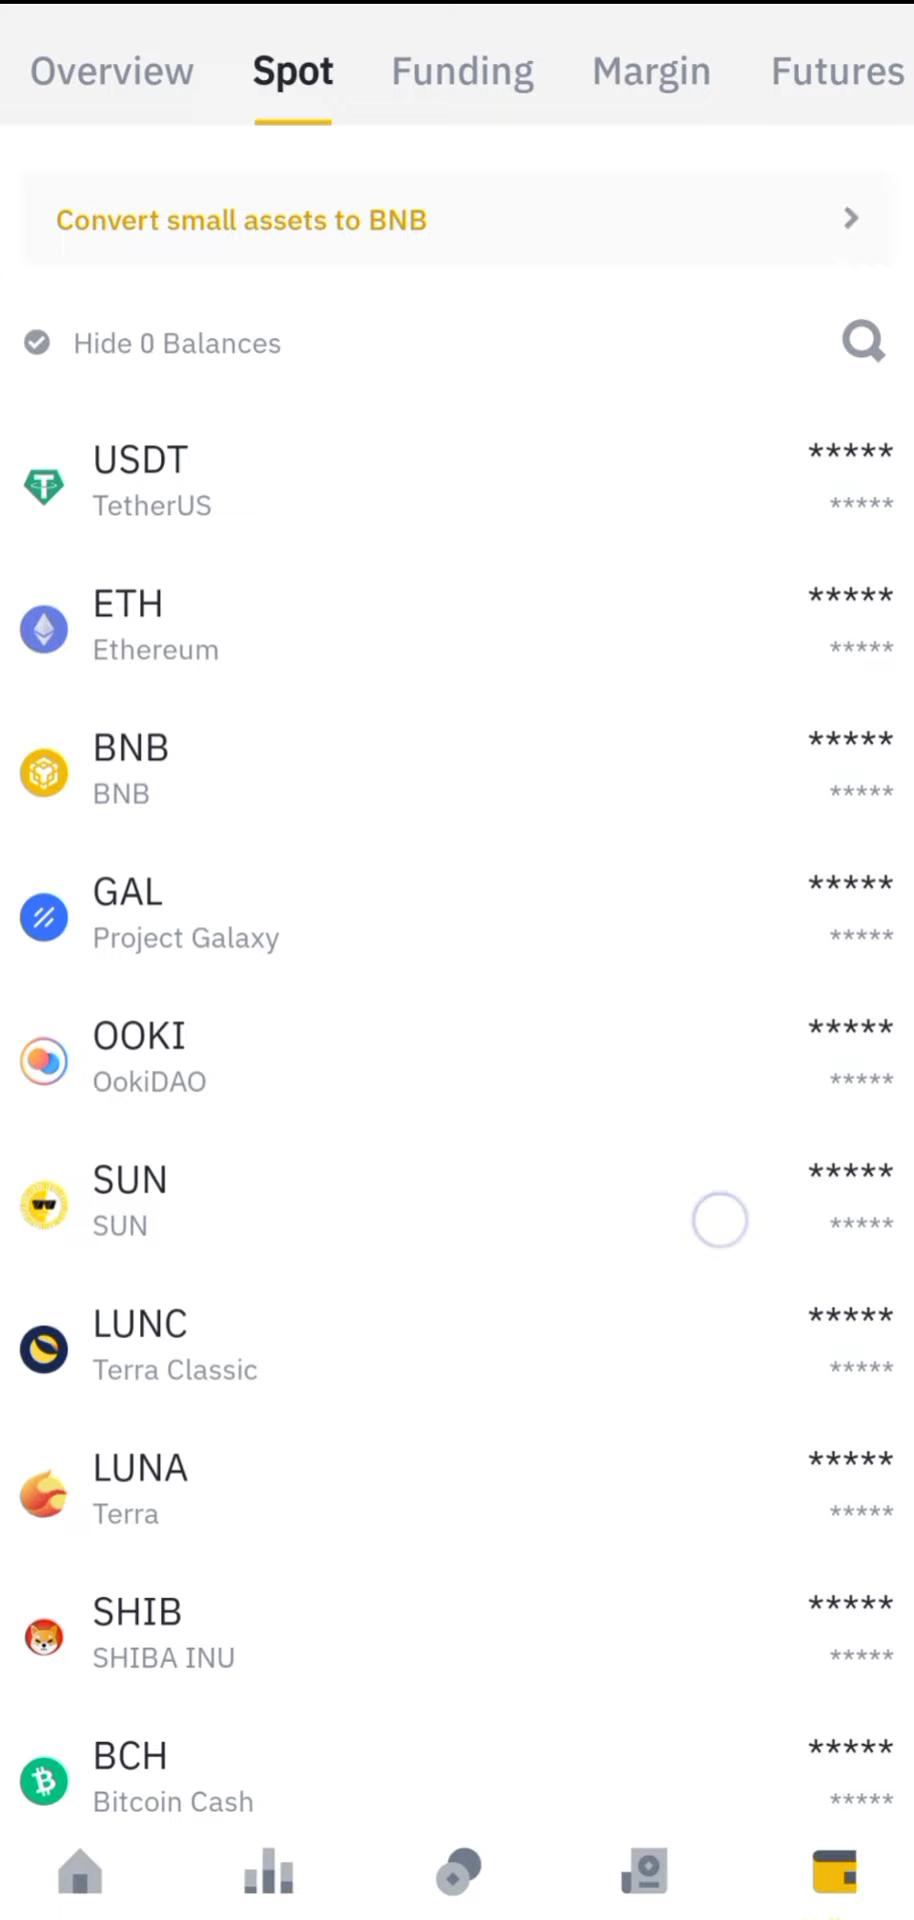 Overview Spot Funding Margin Futures
Convert small assets to BNB
Hide 0 Balances
USDT *****
TetherUS *****
ETH *****
Ethereum *****
BNB *****
BNB *****
GAL *****
Project Galaxy *****
OOKI *****
OokiDAO *****
SUN *****
SUN *****
LUNC *****
Terra Classic *****
LUNA *****
Terra *****
SHIB *****
SHIBA INU *****
BCH *****
Bitcoin Cash *****